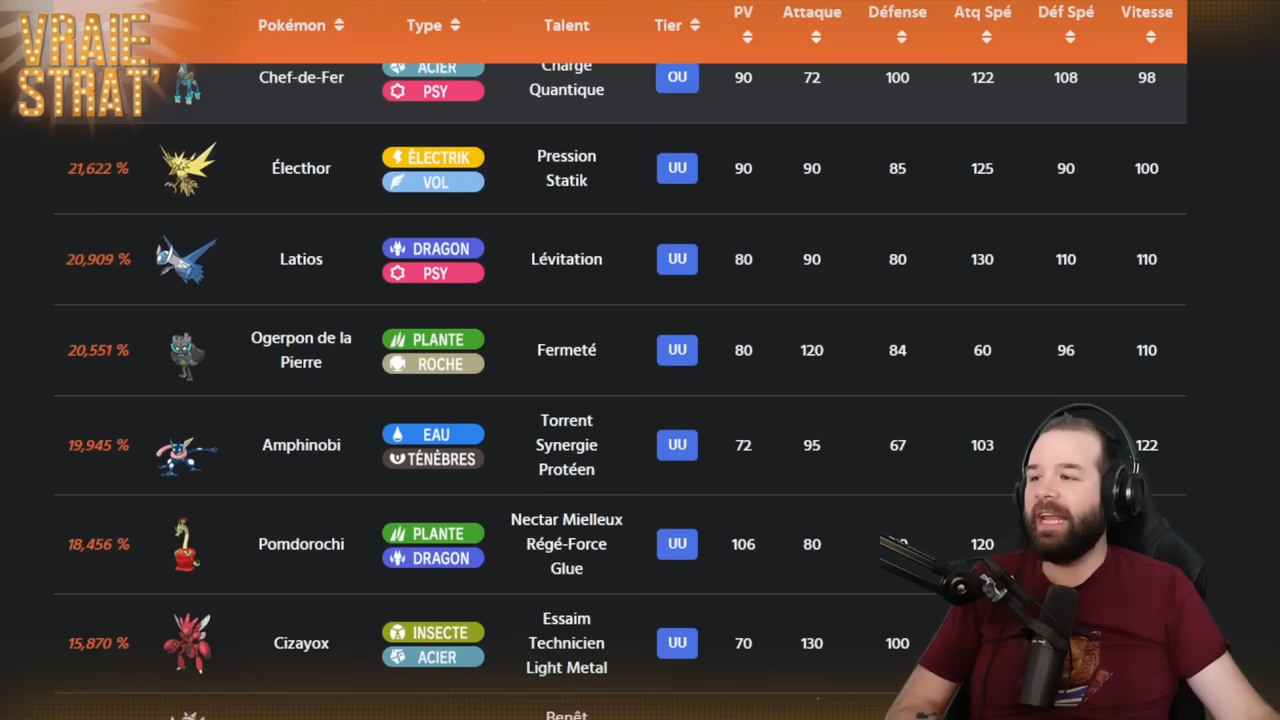 VRAIE
STRAT'
Pokémon Type Talent Tier PV Attaque Défense Atq Spé Déf Spé Vitesse
Chef-de-Fer ACIER PSY Charge Quantique OU 90 72 100 122 108 98
21,622 % Électhor ÉLECTRIK VOL Pression Statik UU 90 90 85 125 90 100
20,909 % Latios DRAGON PSY Lévitation UU 80 90 80 130 110 110
20,551 % Ogerpon de la Pierre PLANTE ROCHE Fermeté UU 80 120 84 60 96 110
19,945 % Amphinobi EAU TÉNÈBRES Torrent Synergie Protéen UU 72 95 67 103 122
18,456 % Pomdorochi PLANTE DRAGON Nectar Mielleux Régé-Force Glue UU 106 80 120
15,870 % Cizayox INSECTE ACIER Essaim Technicien Light Metal UU 70 130 100
Benêt